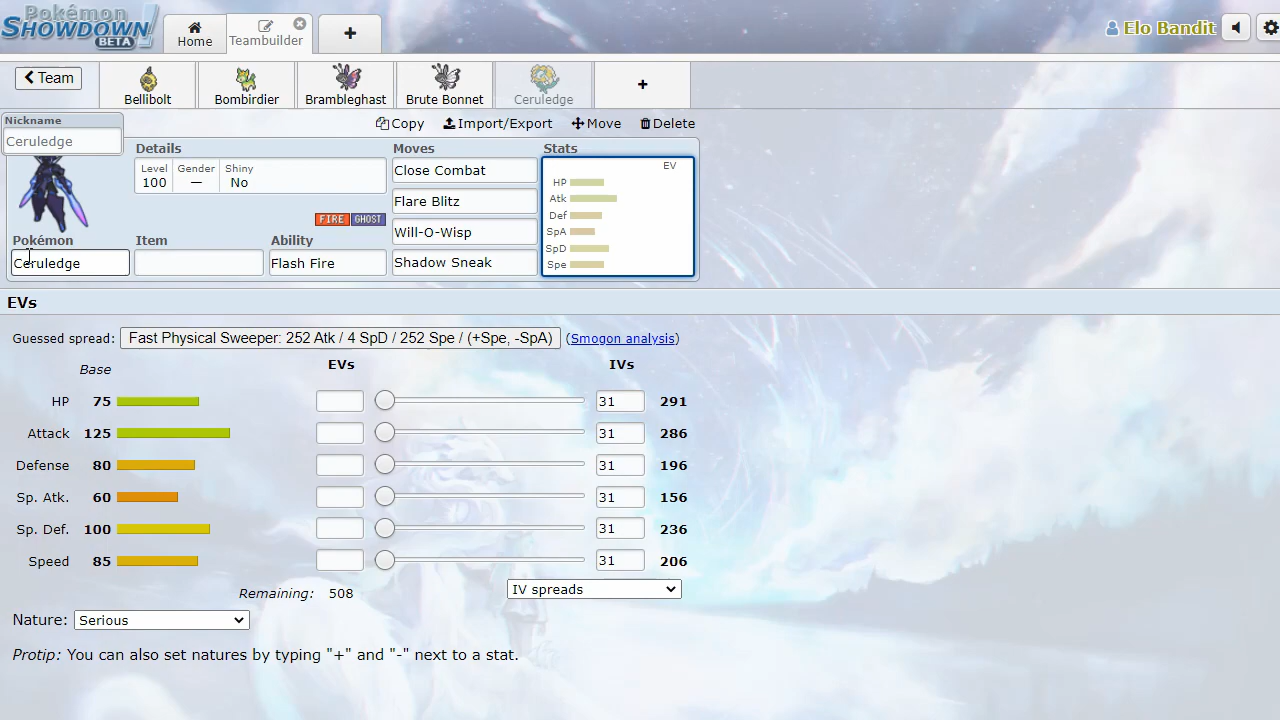 Pokémon
SHOWDOWN!
BETA
Home
Teambuilder
+
Elo Bandit
Team
Bellibolt
Bombirdier
Brambleghast
Brute Bonnet
Ceruledge
+
Nickname
Ceruledge
Copy
Import/Export
Move
Delete
Details
Level
100
Gender
—
Shiny
No
FIRE
GHOST
Pokémon
Ceruledge
Item
Ability
Flash Fire
Moves
Close Combat
Flare Blitz
Will-O-Wisp
Shadow Sneak
Stats
EV
HP
Atk
Def
SpA
SpD
Spe
EVs
Guessed spread: Fast Physical Sweeper: 252 Atk / 4 SpD / 252 Spe / (+Spe, -SpA) (Smogon analysis)
Base EVs IVs
HP 75 31 291
Attack 125 31 286
Defense 80 31 196
Sp. Atk. 60 31 156
Sp. Def. 100 31 236
Speed 85 31 206
Remaining: 508 IV spreads
Nature: Serious
Protip: You can also set natures by typing "+" and "-" next to a stat.